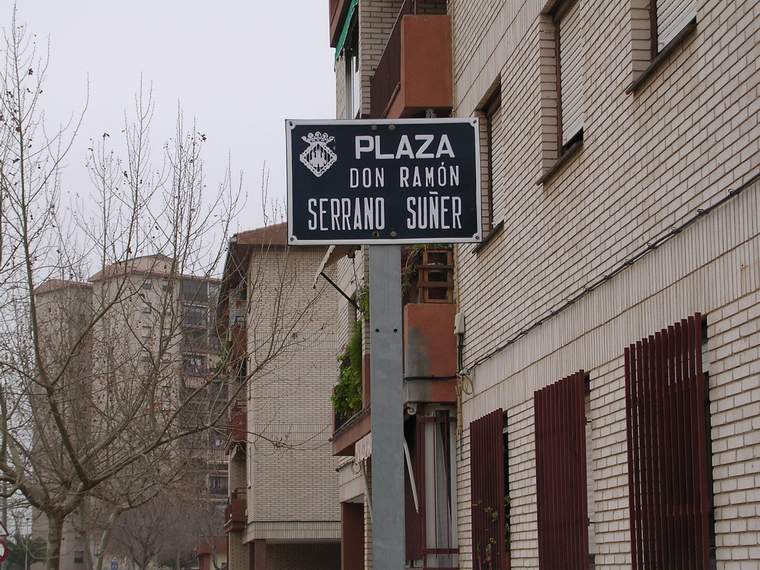 PLAZA
DON RAMÓN
SERRANO SUÑER